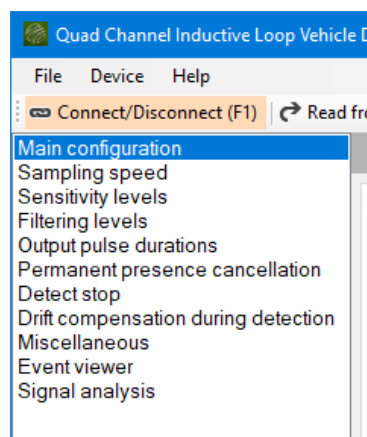 Quad Channel Inductive Loop Vehicle
File Device Help
Connect/Disconnect (F1) Read
Main configuration
Sampling speed
Sensitivity levels
Filtering levels
Output pulse durations
Permanent presence cancellation
Detect stop
Drift compensation during detection
Miscellaneous
Event viewer
Signal analysis